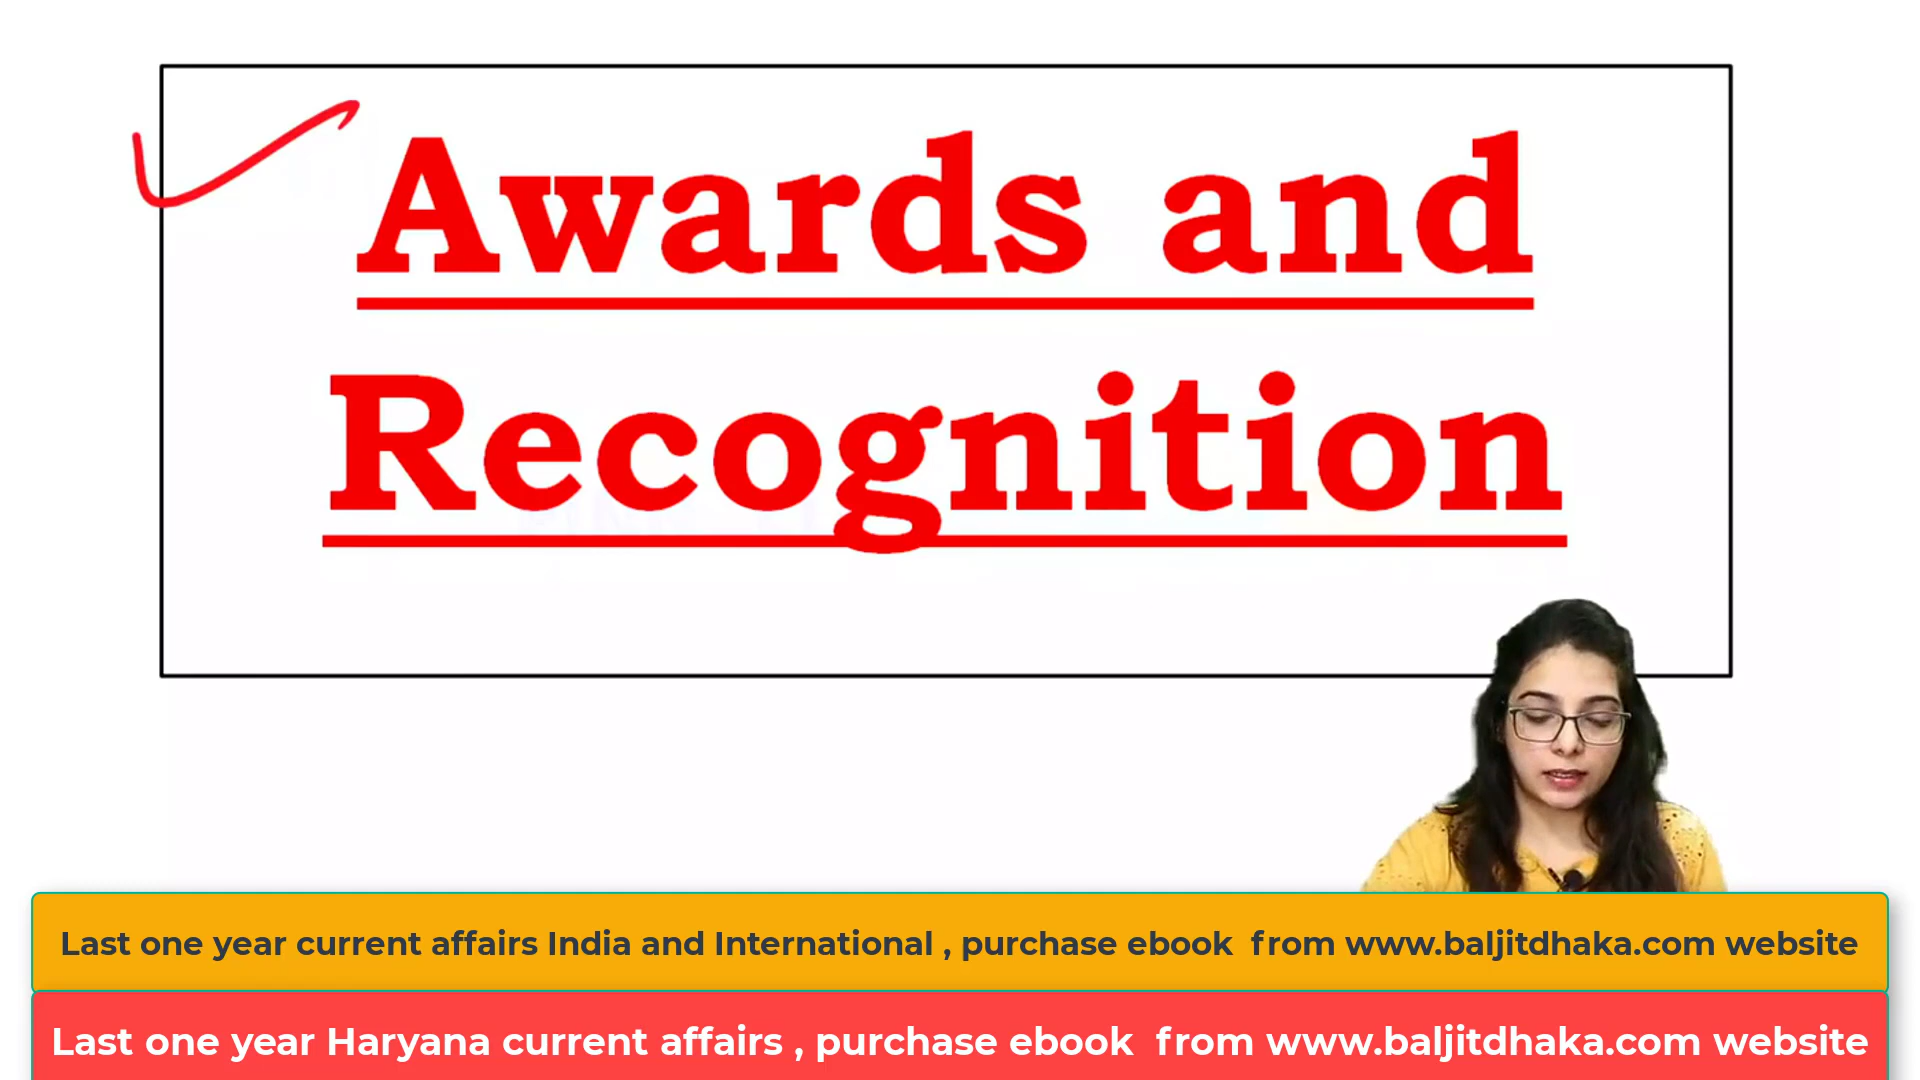 Awards and
Recognition
Last one year current affairs India and International , purchase ebook from www.baljitdhaka.com website
Last one year Haryana current affairs , purchase ebook from www.baljitdhaka.com website